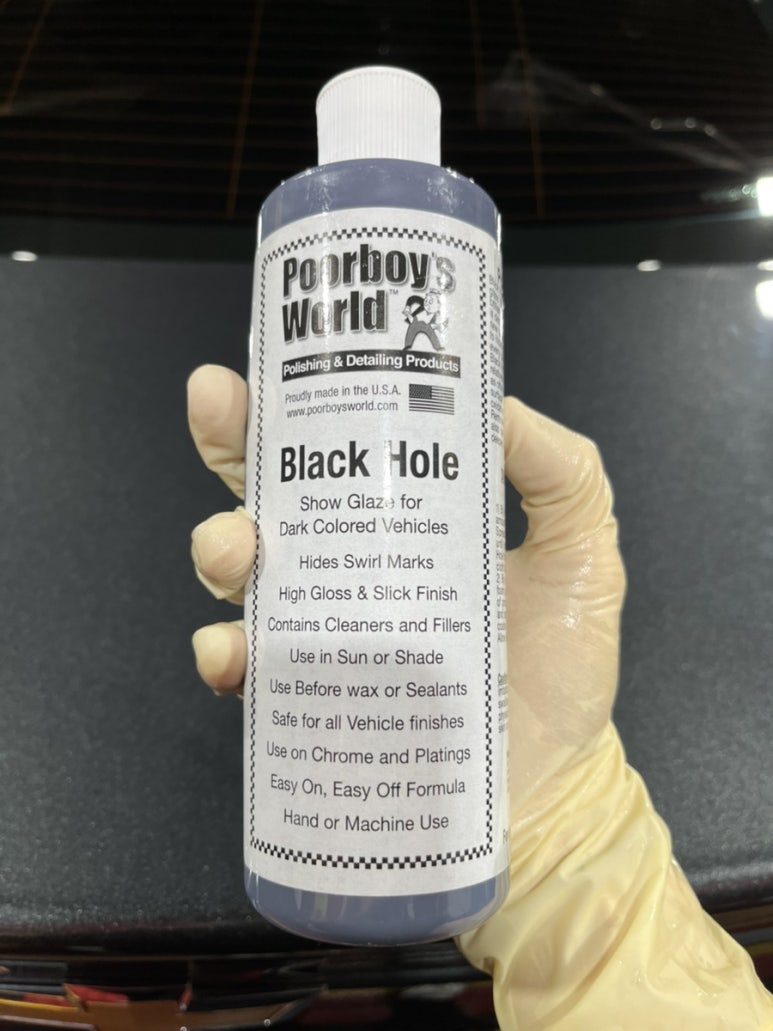 Poorboy's
World™
Polishing & Detailing Products
Proudly made in the U.S.A.
www.poorboysworld.com
Black Hole
Show Glaze for
Dark Colored Vehicles
Hides Swirl Marks
High Gloss & Slick Finish
Contains Cleaners and Fillers
Use in Sun or Shade
Use Before wax or Sealants
Safe for all Vehicle finishes
Use on Chrome and Platings
Easy On, Easy Off Formula
Hand or Machine Use